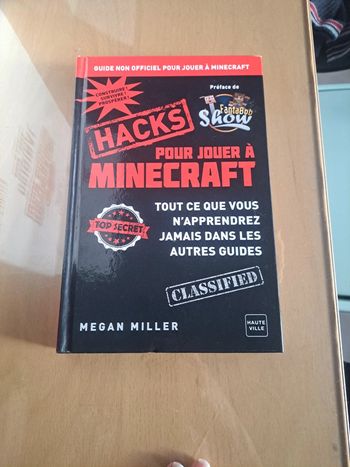 GUIDE NON OFFICIEL POUR JOUER À MINECRAFT
CONSTRUIRE !
SURVIVRE !
PROSPÉRER !
Préface de
FantaBob
Show
HACKS
POUR JOUER À
MINECRAFT
TOUT CE QUE VOUS
N'APPRENDREZ
JAMAIS DANS LES
AUTRES GUIDES
TOP SECRET
CLASSIFIED
MEGAN MILLER
HAUTE
VILLE